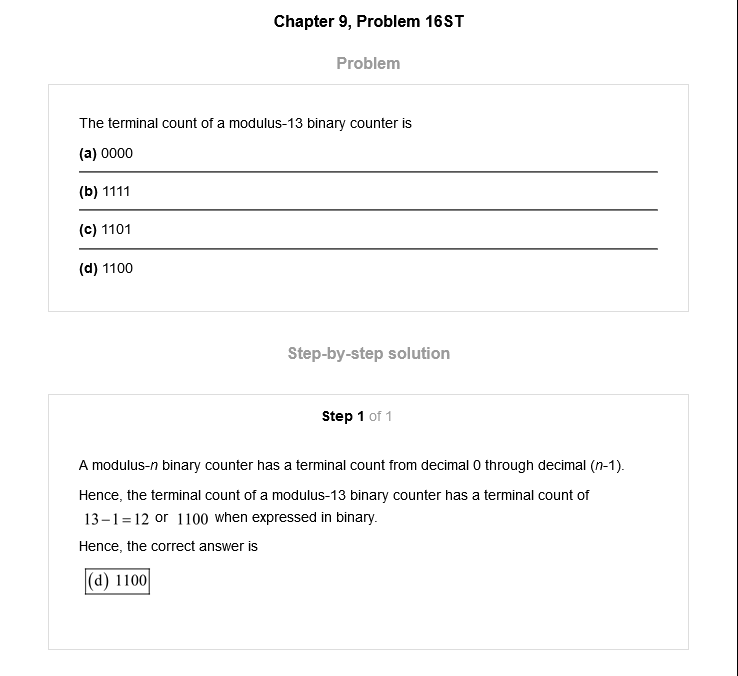 Chapter 9, Problem 16ST
Problem
The terminal count of a modulus-13 binary counter is
(a) 0000
(b) 1111
(c) 1101
(d) 1100
Step-by-step solution
Step 1 of 1
A modulus-n binary counter has a terminal count from decimal 0 through decimal (n-1).
Hence, the terminal count of a modulus-13 binary counter has a terminal count of
13−1=12 or 1100 when expressed in binary.
Hence, the correct answer is
(d) 1100